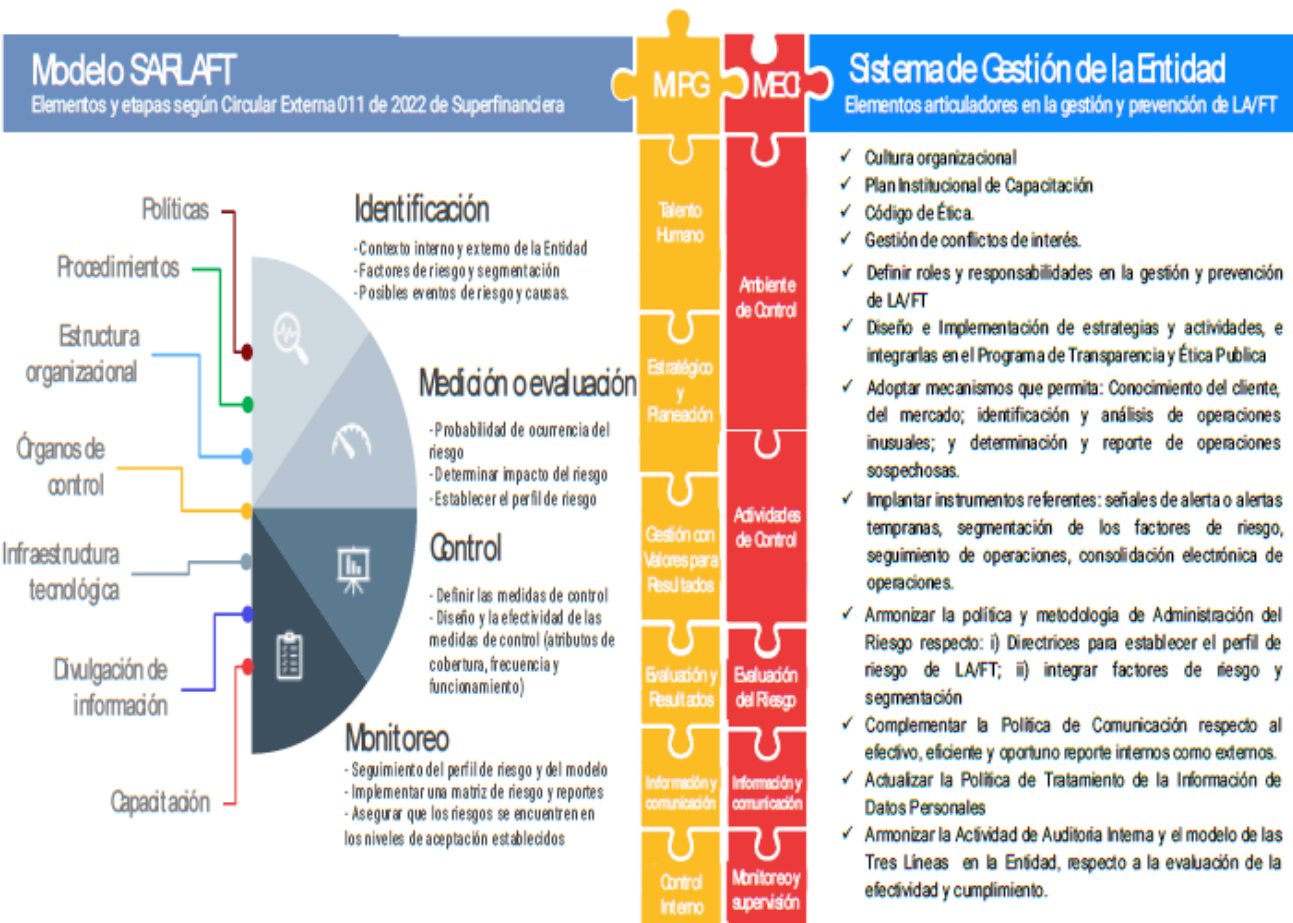 Modelo SARLAFT
Elementos y etapas según Circular Externa 011 de 2022 de Superfinanciera
MIPG
MECI
Sistema de Gestión de la Entidad
Elementos articuladores en la gestión y prevención de LA/FT
Políticas
Procedimientos
Estructura
organizacional
Órganos de
control
Infraestructura
tecnológica
Divulgación de
información
Capacitación
Identificación
- Contexto interno y externo de la Entidad
- Factores de riesgo y segmentación
- Posibles eventos de riesgo y causas.
Medición o evaluación
- Probabilidad de ocurrencia del
riesgo
- Determinar impacto del riesgo
- Establecer el perfil de riesgo
Control
- Definir las medidas de control
- Diseño y la efectividad de las
medidas de control (atributos de
cobertura, frecuencia y
funcionamiento)
Monitoreo
- Seguimiento del perfil de riesgo y del modelo
- Implementar una matriz de riesgo y reportes
- Asegurar que los riesgos se encuentren en
los niveles de aceptación establecidos
Talento
Humano
Estratégico
y
Planeación
Gestión con
Valores para
Resultados
Evaluación y
Resultados
Información y
comunicación
Control
Interno
Ambiente
de Control
Actividades
de Control
Evaluación
del Riesgo
Información y
comunicación
Monitoreo y
supervisión
✓ Cultura organizacional
✓ Plan Institucional de Capacitación
✓ Código de Ética.
✓ Gestión de conflictos de interés.
✓ Definir roles y responsabilidades en la gestión y prevención
de LA/FT
✓ Diseño e Implementación de estrategias y actividades, e
integrarlas en el Programa de Transparencia y Ética Publica
✓ Adoptar mecanismos que permita: Conocimiento del cliente,
del mercado; identificación y análisis de operaciones
inusuales; y determinación y reporte de operaciones
sospechosas.
✓ Implantar instrumentos referentes: señales de alerta o alertas
tempranas, segmentación de los factores de riesgo,
seguimiento de operaciones, consolidación electrónica de
operaciones.
✓ Armonizar la política y metodología de Administración del
Riesgo respecto: i) Directrices para establecer el perfil de
riesgo de LA/FT; ii) integrar factores de riesgo y
segmentación
✓ Complementar la Política de Comunicación respecto al
efectivo, eficiente y oportuno reporte internos como externos.
✓ Actualizar la Política de Tratamiento de la Información de
Datos Personales
✓ Armonizar la Actividad de Auditoria Interna y el modelo de las
Tres Líneas en la Entidad, respecto a la evaluación de la
efectividad y cumplimiento.